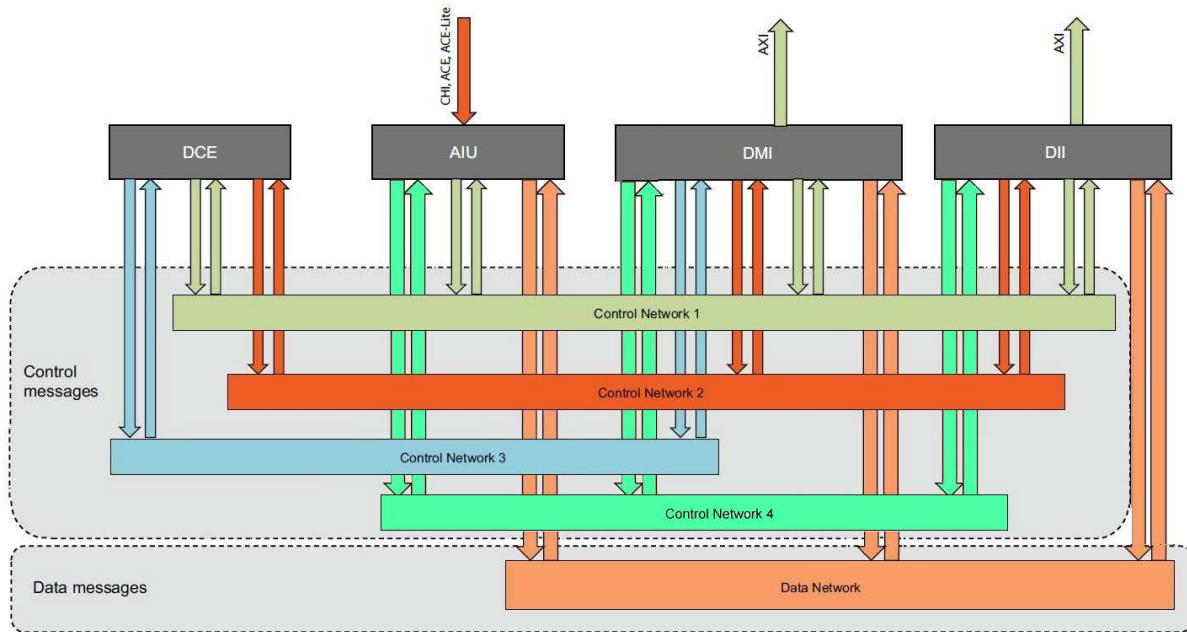 CHI, ACE, ACE-Lite
AXI
AXI
DCE
AIU
DMI
DII
Control Network 1
Control
messages
Control Network 2
Control Network 3
Control Network 4
Data messages
Data Network